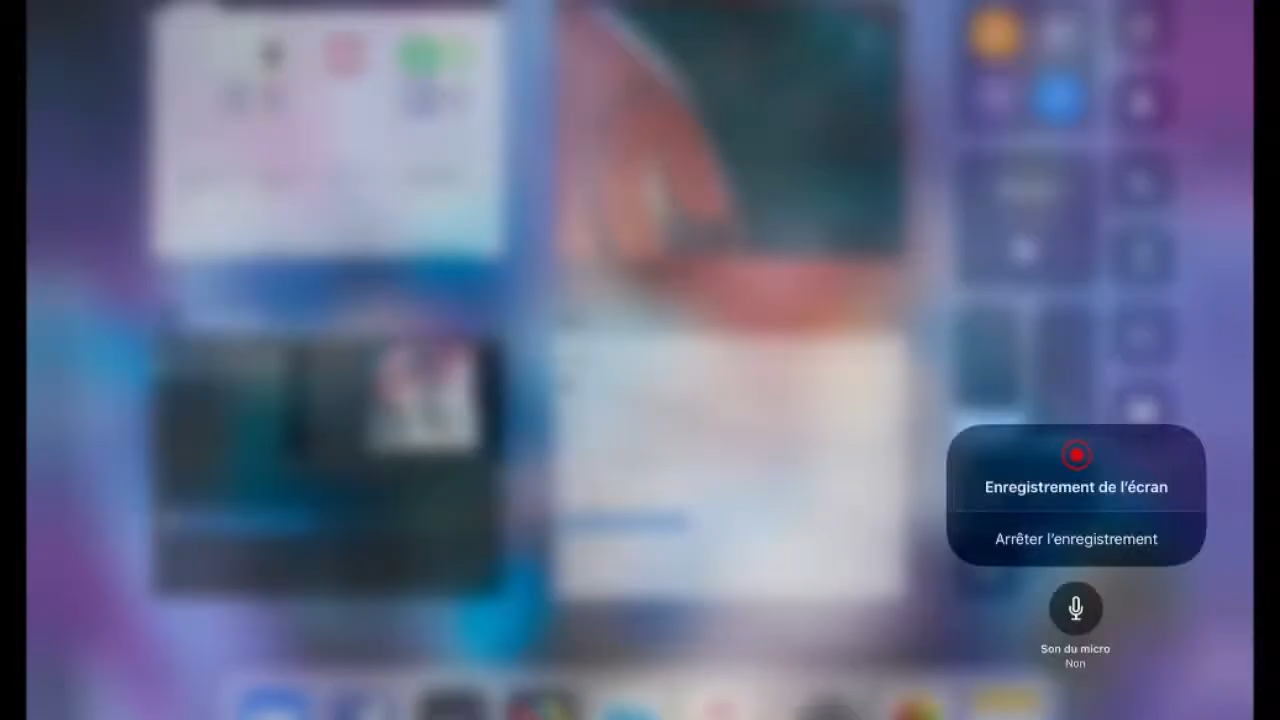 Enregistrement de l'écran
Arrêter l'enregistrement
Son du micro
Non